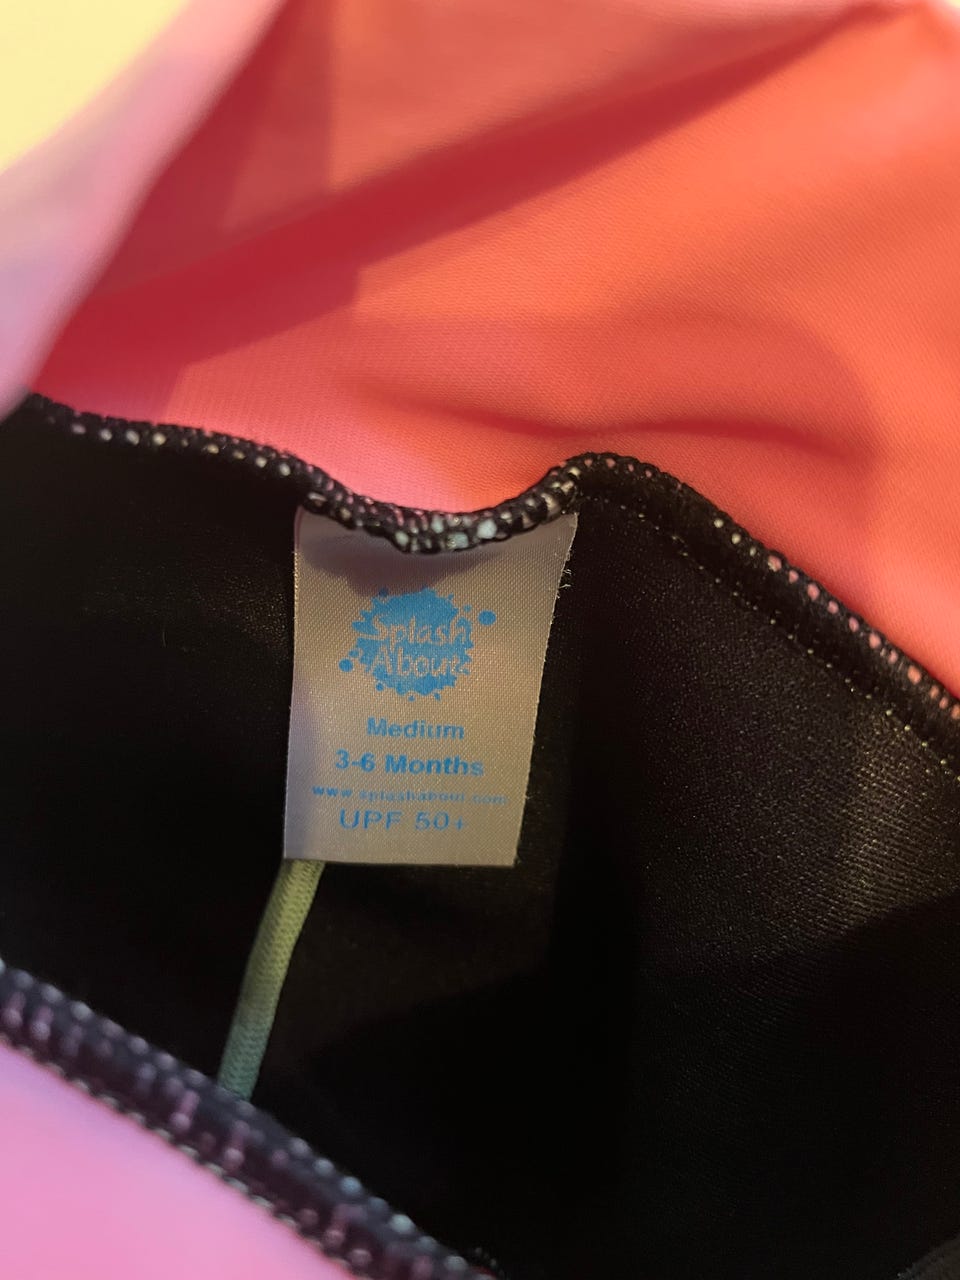 Splash
About
Medium
3-6 Months
www.splashabout.com
UPF 50+